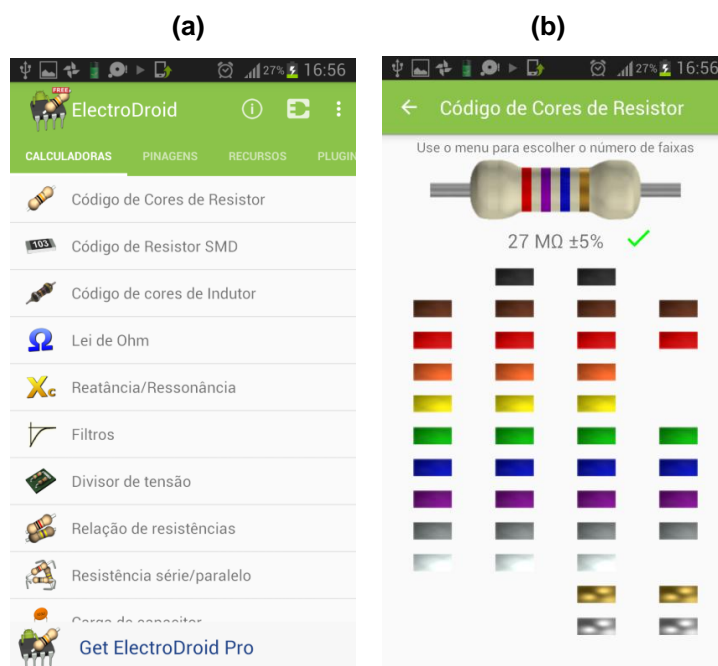 (a)
27% 16:56
FREE!
ElectroDroid
CALCULADORAS PINAGENS RECURSOS PLUGIN
Código de Cores de Resistor
103 Código de Resistor SMD
Código de cores de Indutor
Ω Lei de Ohm
Xc Reatância/Ressonância
Filtros
Divisor de tensão
Relação de resistências
Resistência série/paralelo
Carga de capacitor
Get ElectroDroid Pro
(b)
27% 16:56
Código de Cores de Resistor
Use o menu para escolher o número de faixas
27 MΩ ±5%